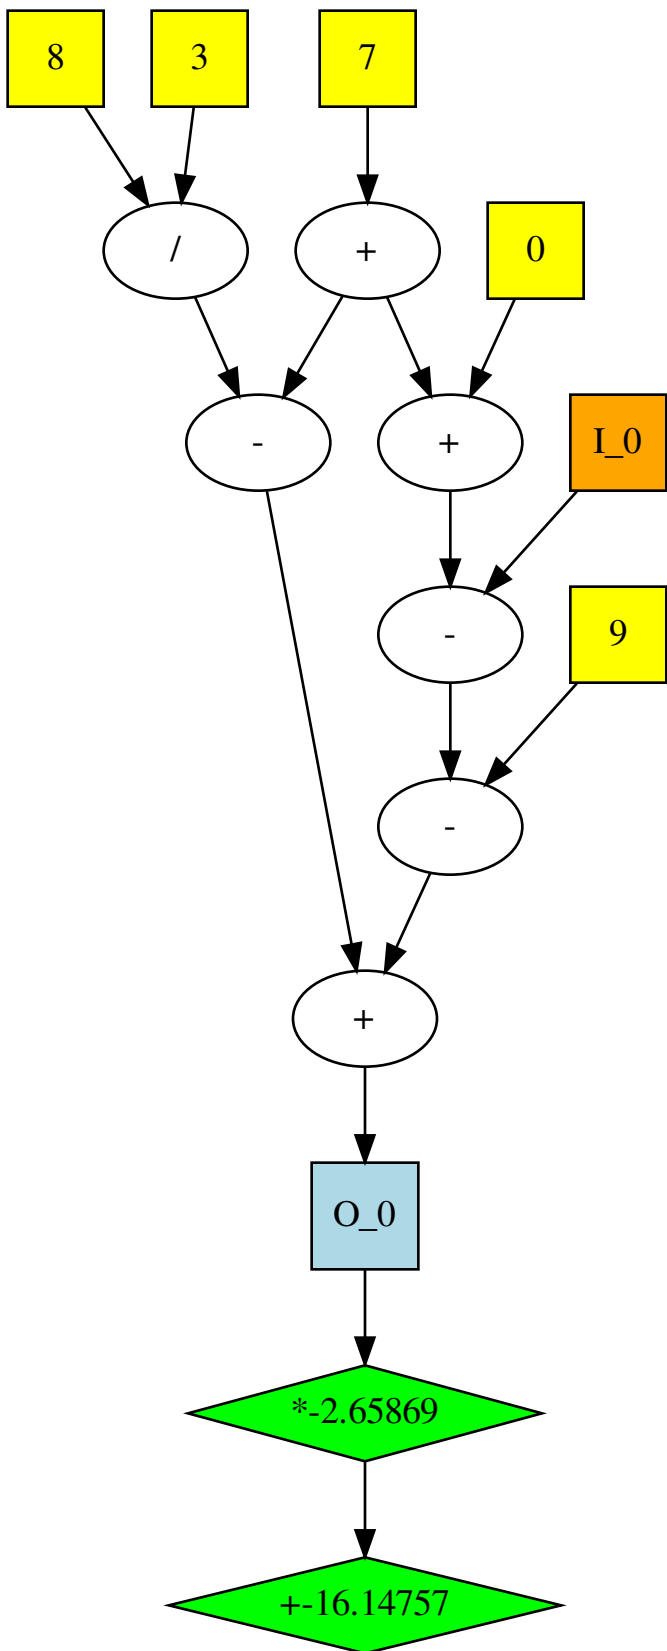 8 3 7
/ + 0
- + I_0
- 9
-
+
O_0
*-2.65869
+-16.14757